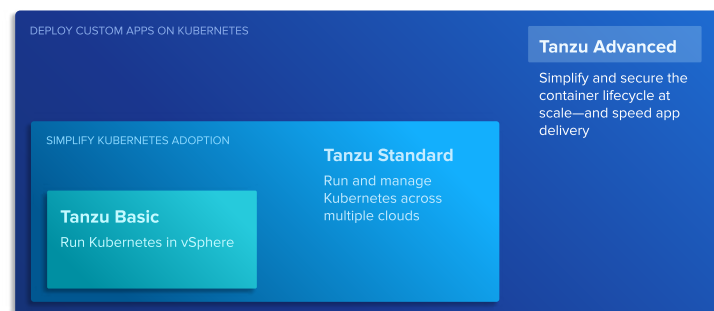 DEPLOY CUSTOM APPS ON KUBERNETES
Tanzu Advanced
Simplify and secure the
container lifecycle at
scale—and speed app
delivery
SIMPLIFY KUBERNETES ADOPTION
Tanzu Standard
Run and manage
Kubernetes across
multiple clouds
Tanzu Basic
Run Kubernetes in vSphere